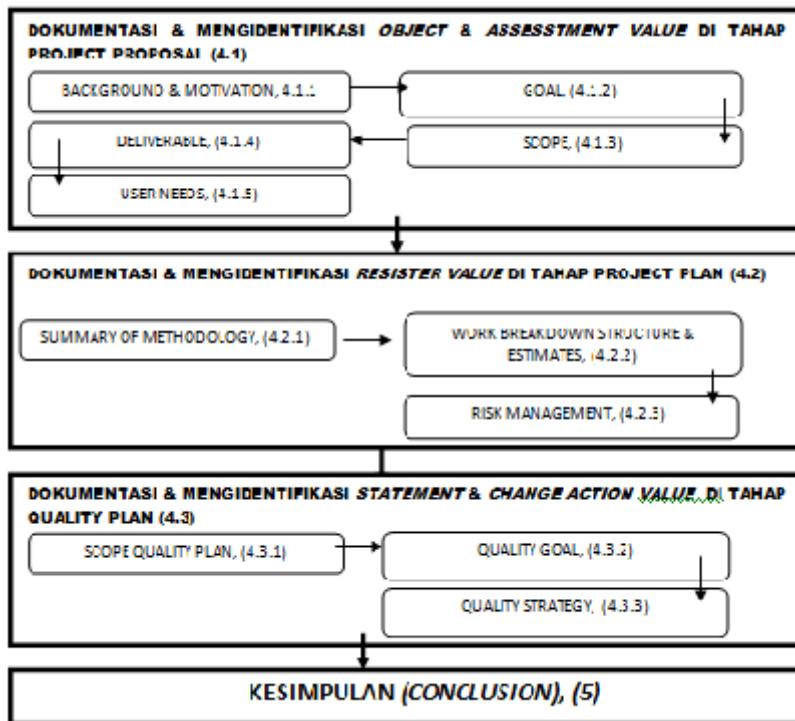 DOKUMENTASI & MENGIDENTIFIKASI OBJECT & ASSESSTMENT VALUE DI TAHAP
PROJECT PROPOSAL (4.1)
BACKGROUND & MOTIVATION, 4.1.1
GOAL, (4.1.2)
DELIVERABLE, (4.1.4)
SCOPE, (4.1.3)
USER NEEDS, (4.1.5)
DOKUMENTASI & MENGIDENTIFIKASI RESISTER VALUE DI TAHAP PROJECT PLAN (4.2)
SUMMARY OF METHODOLOGY, (4.2.1)
WORK BREAKDOWN STRUCTURE &
ESTIMATES, (4.2.2)
RISK MANAGEMENT, (4.2.3)
DOKUMENTASI & MENGIDENTIFIKASI STATEMENT & CHANGE ACTION VALUE DI TAHAP
QUALITY PLAN (4.3)
SCOPE QUALITY PLAN, (4.3.1)
QUALITY GOAL, (4.3.2)
QUALITY STRATEGY, (4.3.3)
KESIMPULAN (CONCLUSION), (5)